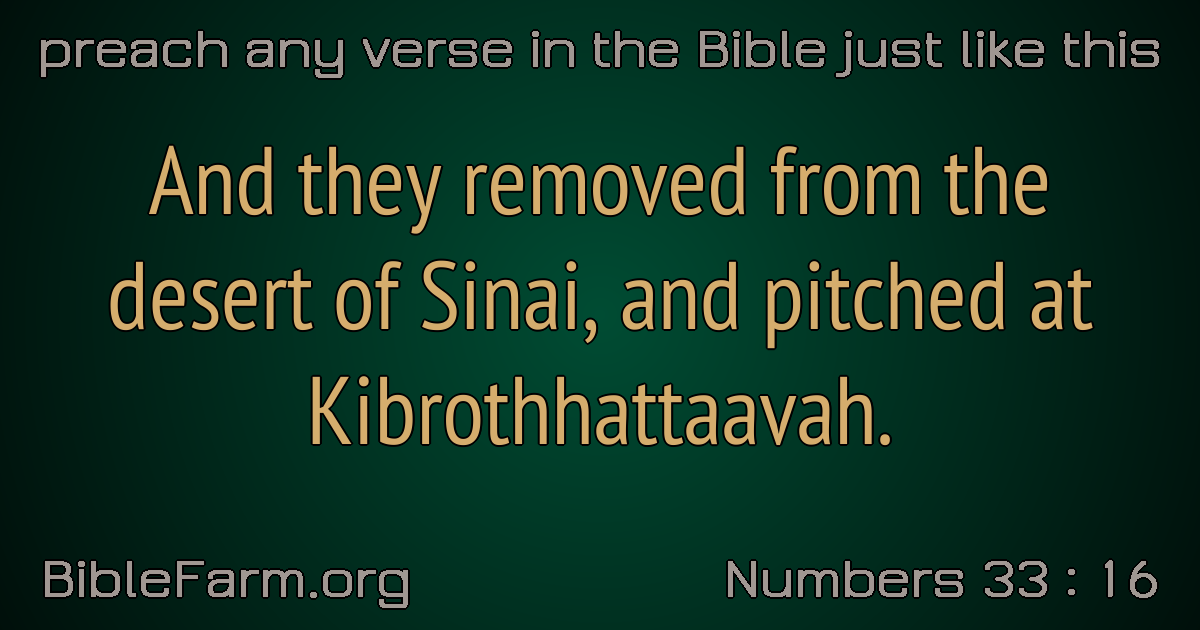 preach any verse in the Bible just like this
And they removed from the
desert of Sinai, and pitched at
Kibrothhattaavah.
BibleFarm.org
Numbers 33 : 16